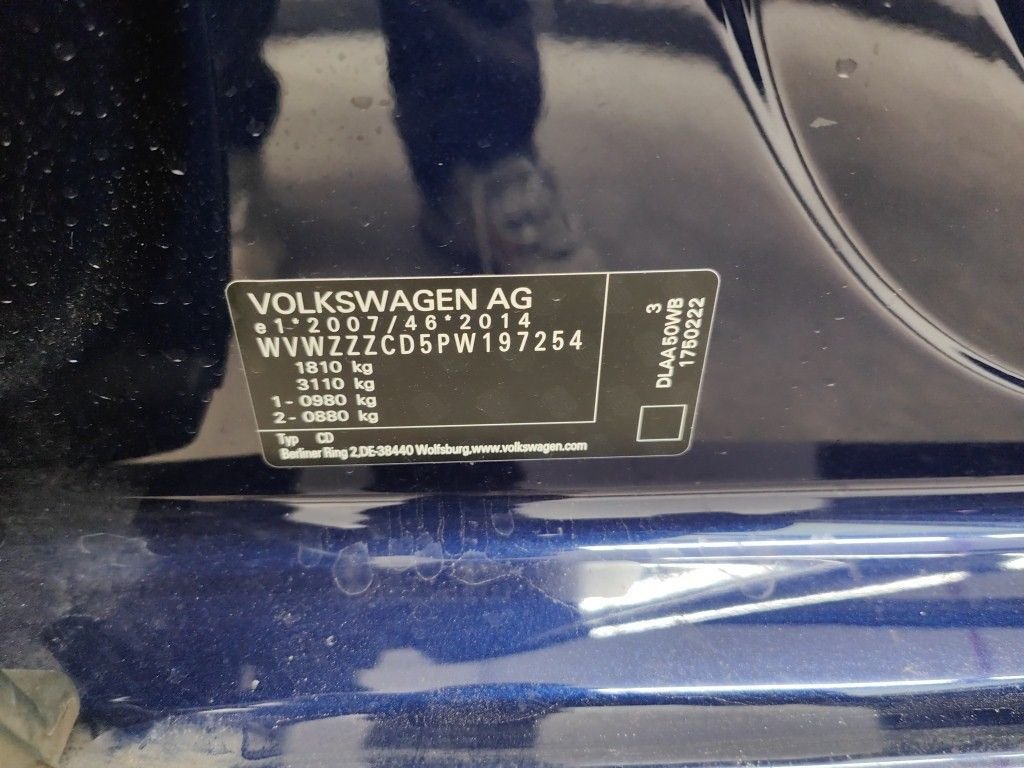 VOLKSWAGEN AG
e1*2007/46*2014
WVWZZZCD5PW197254
1810 kg
3110 kg
1-0980 kg
2-0880 kg
Typ CD
Berliner Ring 2,DE-38440 Wolfsburg,www.volkswagen.com
3
DLAA50WB
1750222